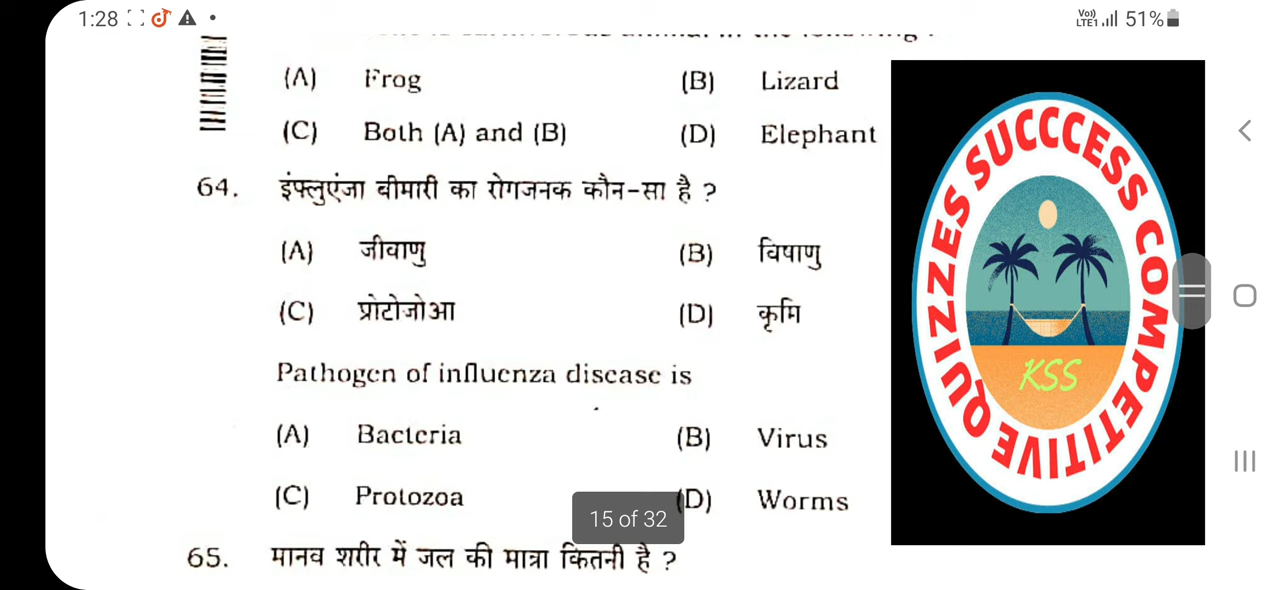 1:28
Vo)) LTE1 51%
(A) Frog (B) Lizard
(C) Both (A) and (B) (D) Elephant
64. इंफ्लुएंजा बीमारी का रोगजनक कौन-सा है ?
(A) जीवाणु (B) विषाणु
(C) प्रोटोजोआ (D) कृमि
Pathogen of influenza disease is
(A) Bacteria (B) Virus
(C) Protozoa (D) Worms
15 of 32
65. मानव शरीर में जल की मात्रा कितनी है ?
QUIZZES SUCCCESS COMPETITIVE
KSS